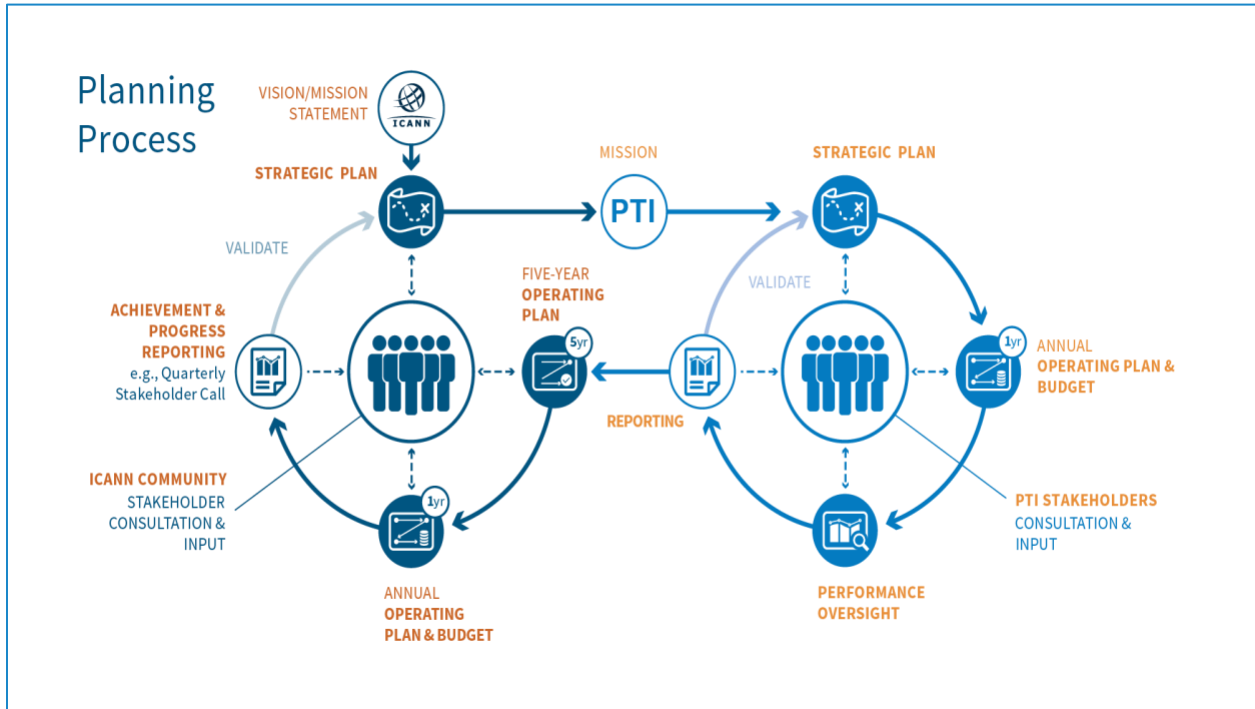 Planning
Process
VISION/MISSION
STATEMENT
ICANN
STRATEGIC PLAN
MISSION
PTI
STRATEGIC PLAN
VALIDATE
FIVE-YEAR
OPERATING
PLAN
5yr
VALIDATE
ACHIEVEMENT &
PROGRESS
REPORTING
e.g., Quarterly
Stakeholder Call
1yr
ANNUAL
OPERATING PLAN &
BUDGET
REPORTING
ICANN COMMUNITY
STAKEHOLDER
CONSULTATION &
INPUT
1yr
PTI STAKEHOLDERS
CONSULTATION &
INPUT
ANNUAL
OPERATING
PLAN & BUDGET
PERFORMANCE
OVERSIGHT